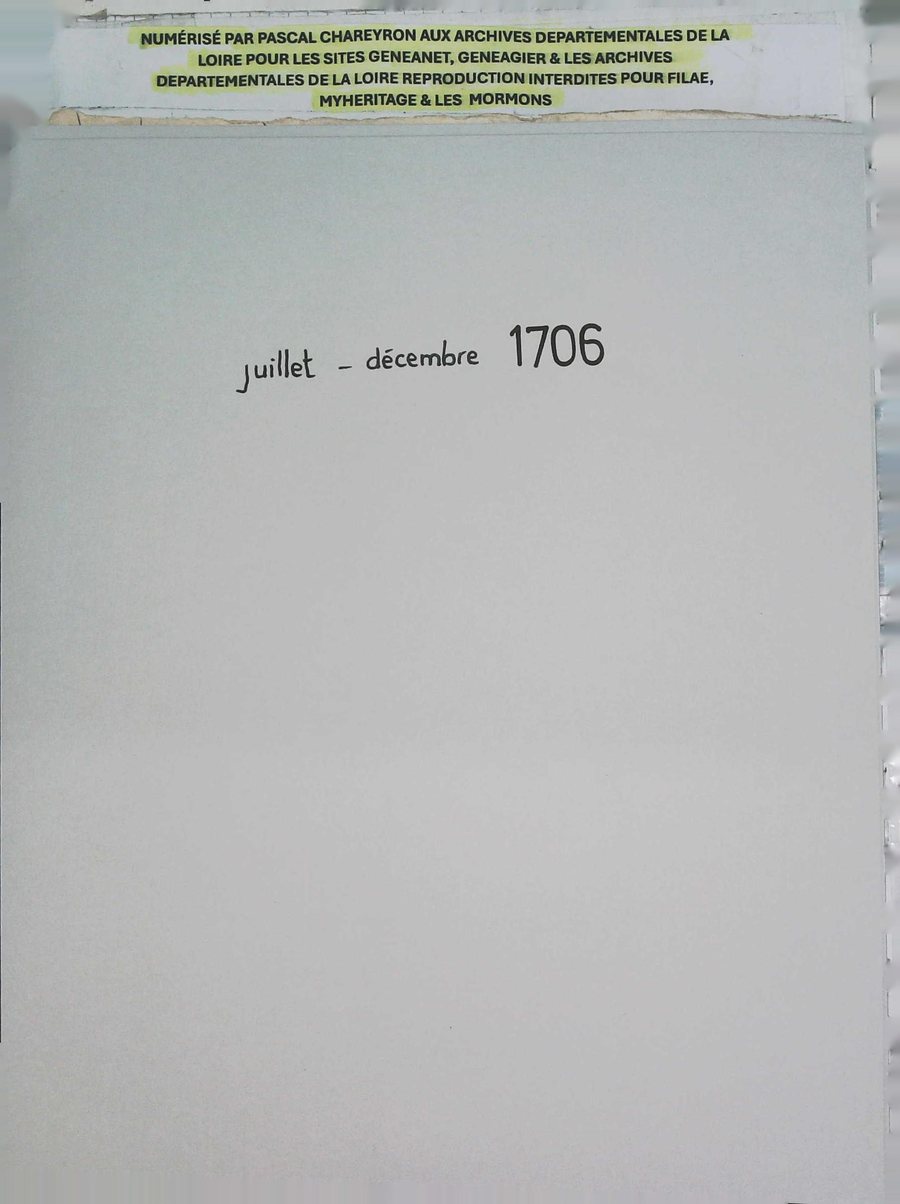 NUMÉRISÉ PAR PASCAL CHAREYRON AUX ARCHIVES DEPARTEMENTALES DE LA
LOIRE POUR LES SITES GENEANET, GENEAGIER & LES ARCHIVES
DEPARTEMENTALES DE LA LOIRE REPRODUCTION INTERDITES POUR FILAE,
MYHERITAGE & LES MORMONS
juillet - décembre 1706